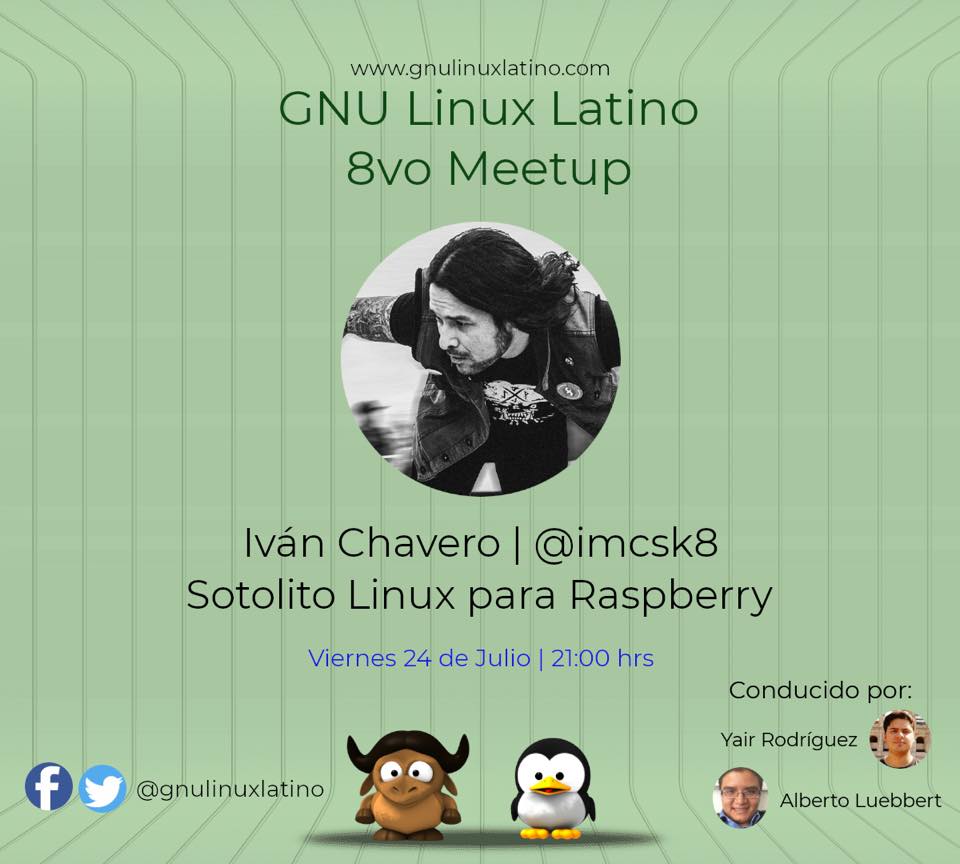 www.gnulinuxlatino.com
GNU Linux Latino
8vo Meetup
Iván Chavero | @imcsk8
Sotolito Linux para Raspberry
Viernes 24 de Julio | 21:00 hrs
Conducido por:
Yair Rodríguez
Alberto Luebbert
@gnulinuxlatino